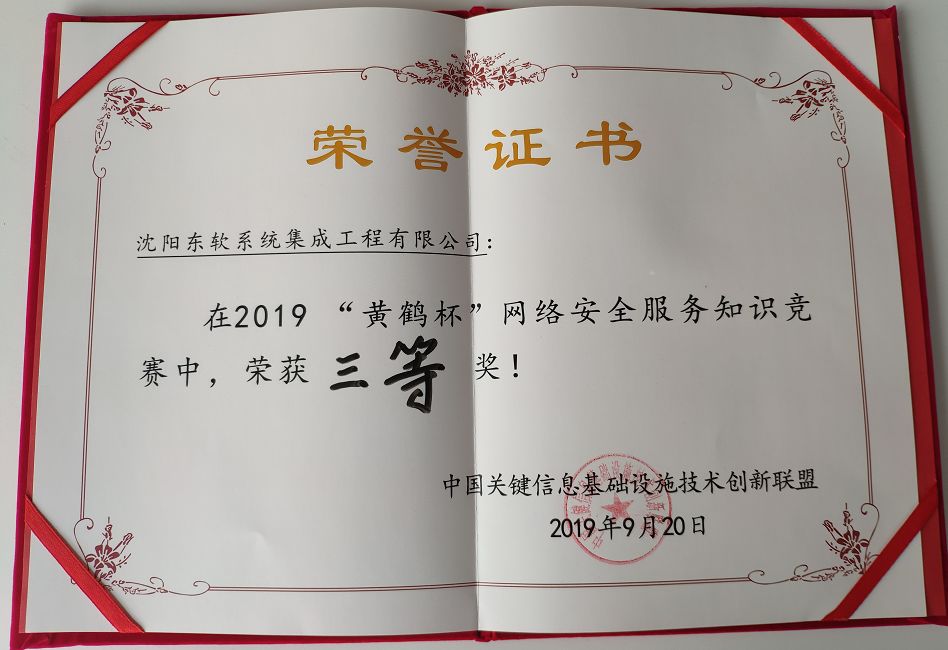 荣誉证书
沈阳东软系统集成工程有限公司:
在2019 “黄鹤杯”网络安全服务知识竞
赛中，荣获 三等 奖！
中国关键信息基础设施技术创新联盟
2019年9月20日